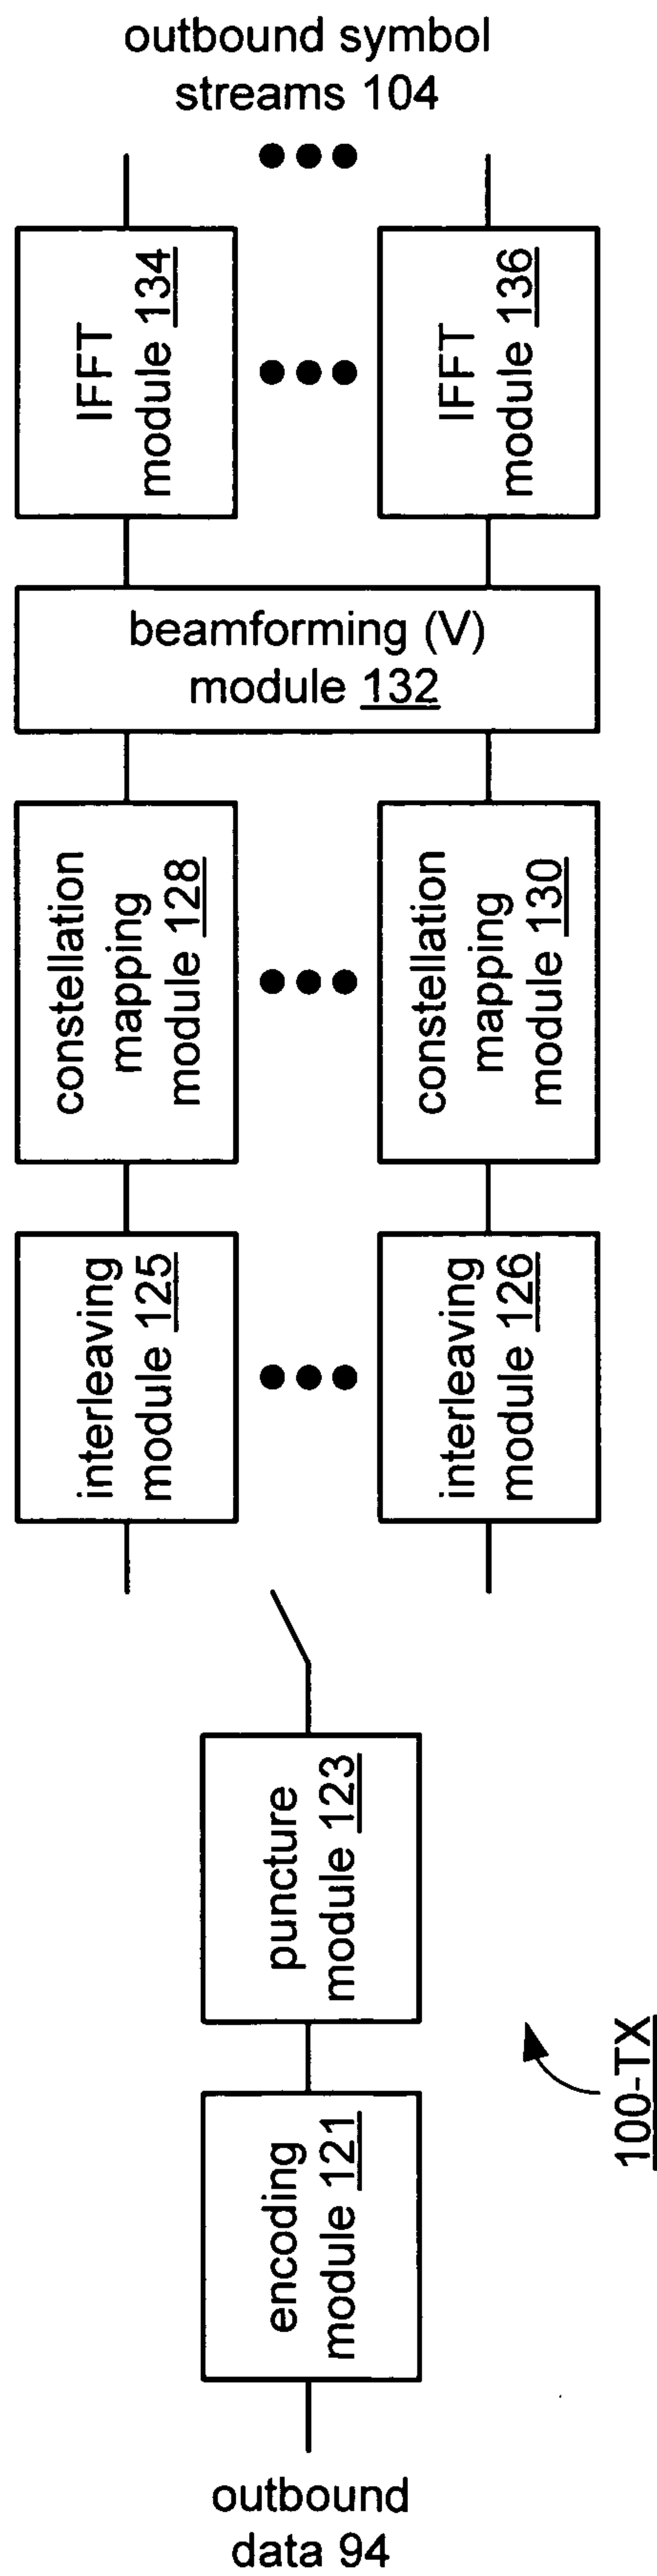 outbound symbol
streams 104
IFFT
module 134
IFFT
module 136
beamforming (V)
module 132
constellation
mapping
module 128
constellation
mapping
module 130
interleaving
module 125
interleaving
module 126
puncture
module 123
encoding
module 121
100-TX
outbound
data 94